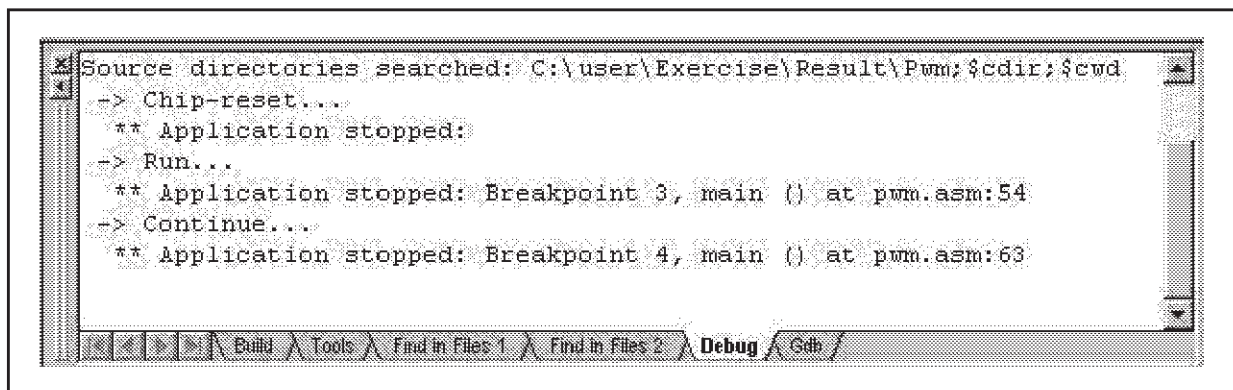 Source directories searched: C:\user\Exercise\Result\Pwm;$cdir;$cwd
-> Chip-reset...
** Application stopped:
-> Run...
** Application stopped: Breakpoint 3, main () at pwm.asm:54
-> Continue...
** Application stopped: Breakpoint 4, main () at pwm.asm:63
Build Tools Find in Files 1 Find in Files 2 Debug Gdb